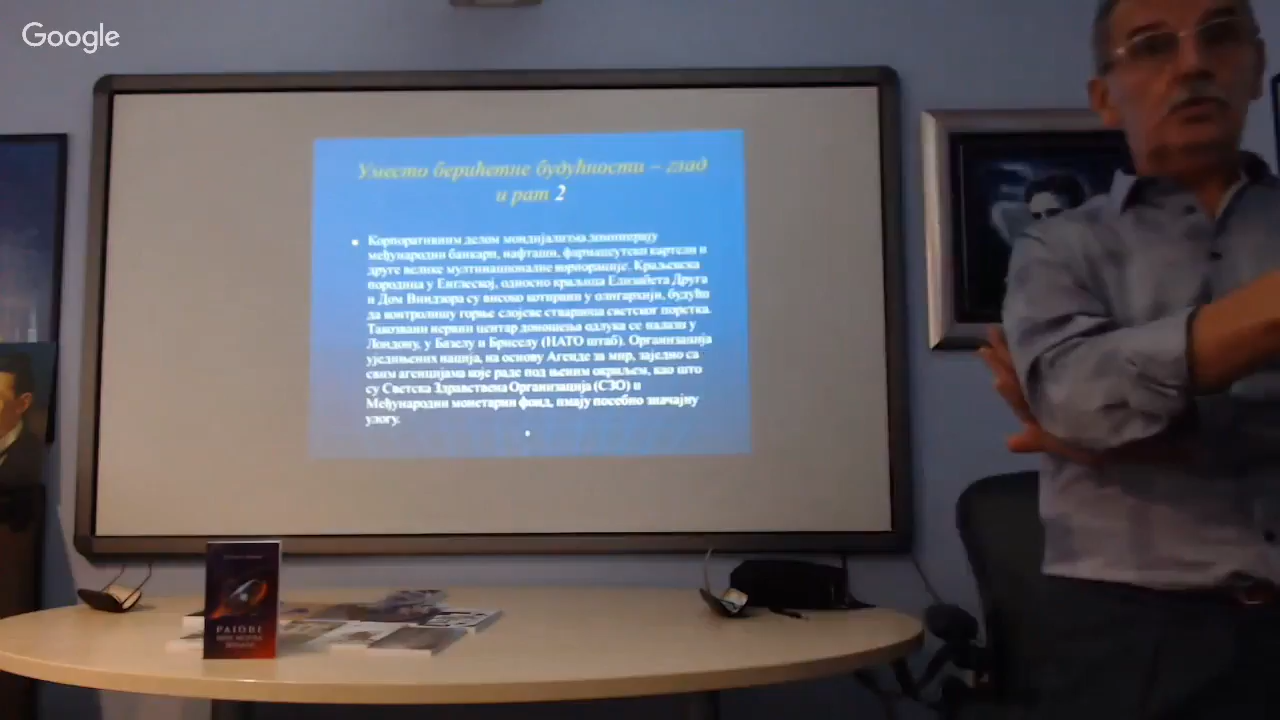 Google
Уместо берићетне будућности – глад
и рат 2
Корпоративним делом мондијализма доминирају
међународни банкари, нафташи, фармацеутски картели и
друге велике мултинационалне корпорације. Краљевска
породица у Енглеској, односно краљица Елизабета Друга
и Дом Виндзора су високо котирани у олигархији, будући
да контролишу горње слојеве стварања светског поретка.
Такозвани нервни центар доношења одлука се налази у
Лондону, у Базелу и Бриселу (НАТО штаб). Организација
уједињених нација, на основу Агенде за мир, заједно са
свим агенцијама које раде под њеним окриљем, као што
су Светска Здравствена Организација (СЗО) и
Међународни монетарни фонд, имају посебно значајну
улогу.
РАТОВИ